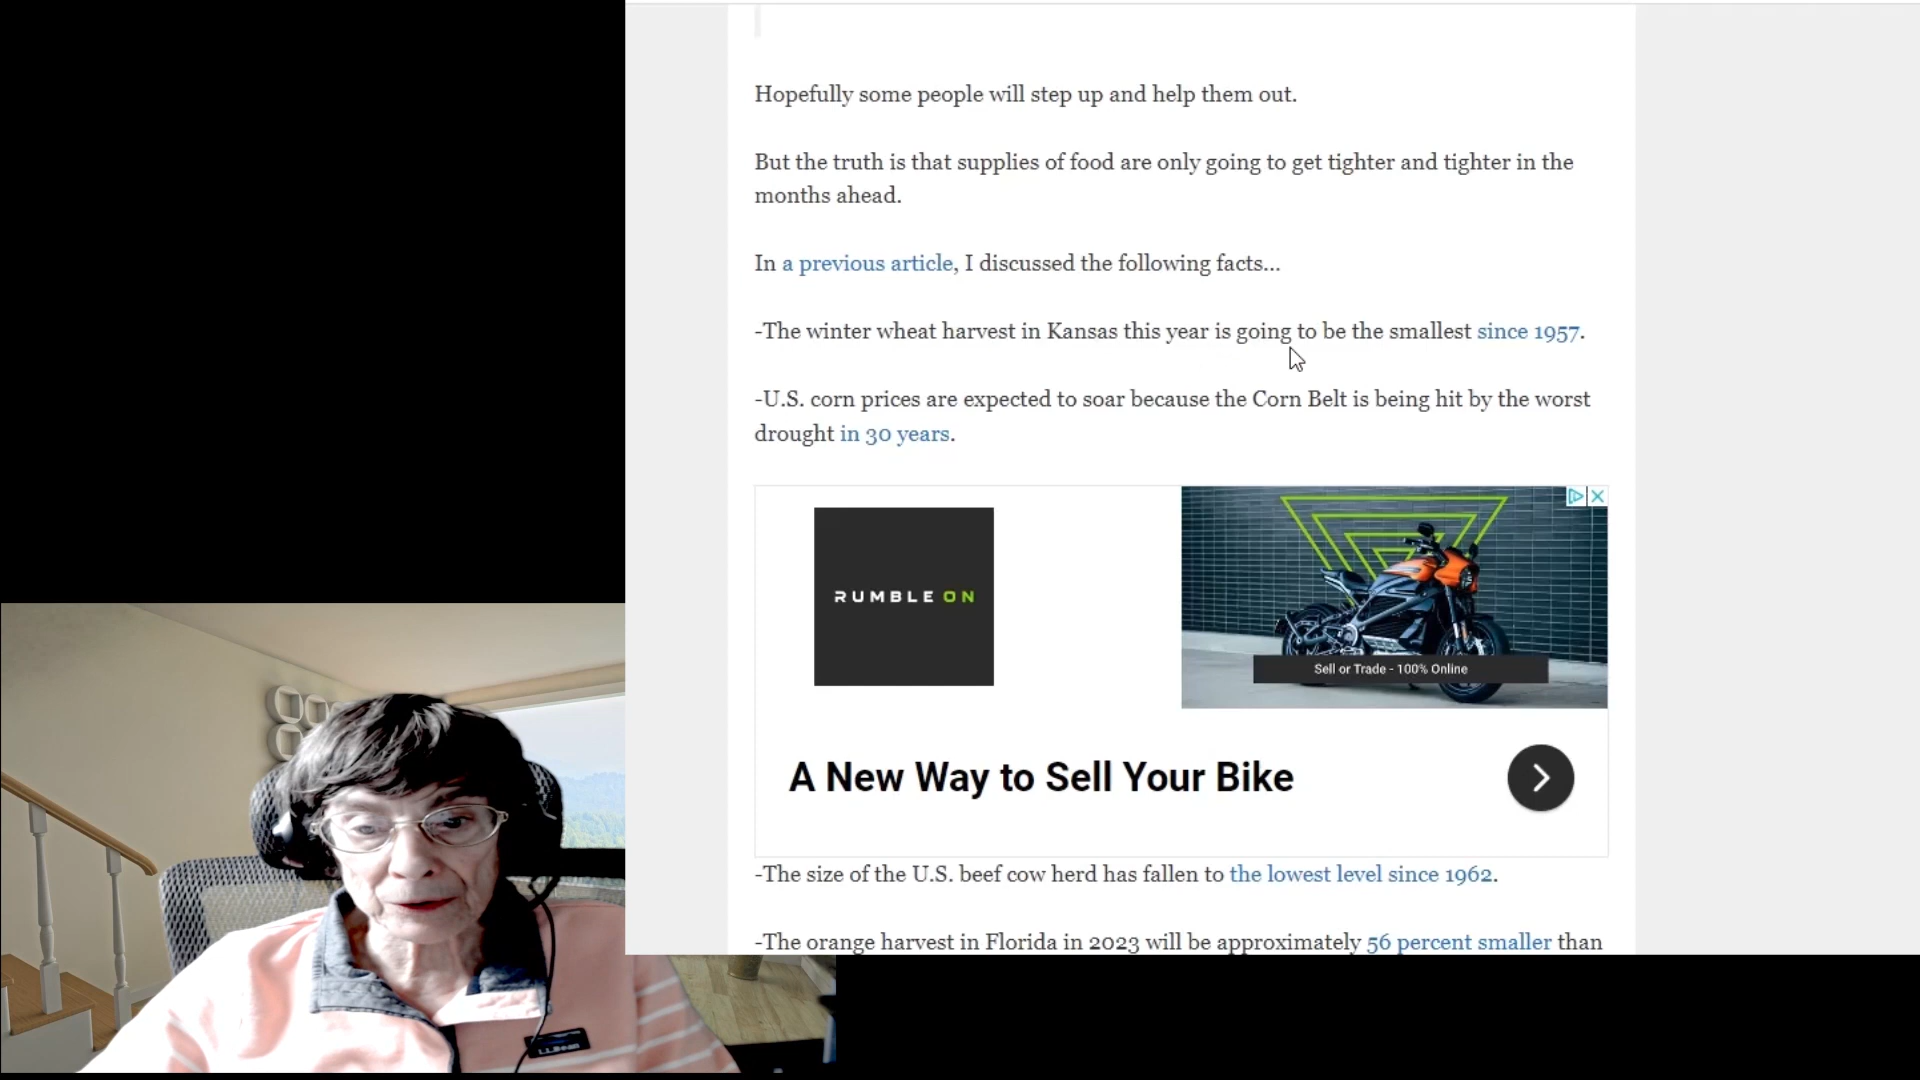 Hopefully some people will step up and help them out.
But the truth is that supplies of food are only going to get tighter and tighter in the
months ahead.
In a previous article, I discussed the following facts...
-The winter wheat harvest in Kansas this year is going to be the smallest since 1957.
-U.S. corn prices are expected to soar because the Corn Belt is being hit by the worst
drought in 30 years.
RUMBLE ON
Sell or Trade - 100% Online
A New Way to Sell Your Bike
-The size of the U.S. beef cow herd has fallen to the lowest level since 1962.
-The orange harvest in Florida in 2023 will be approximately 56 percent smaller than